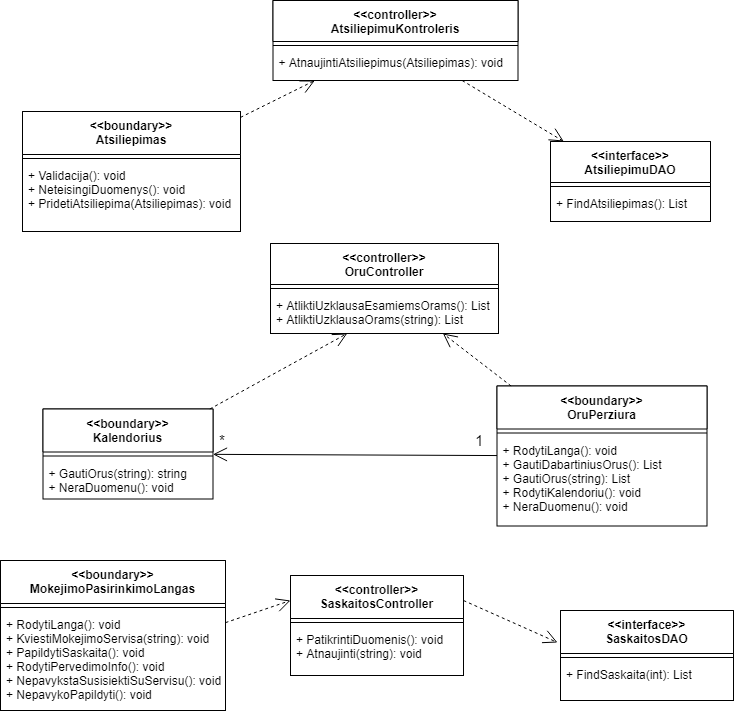 <<controller>>
AtsiliepimuKontroleris
+ AtnaujintiAtsiliepimus(Atsiliepimas): void
<<boundary>>
Atsiliepimas
+ Validacija(): void
+ NeteisingiDuomenys(): void
+ PridetiAtsiliepima(Atsiliepimas): void
<<interface>>
AtsiliepimuDAO
+ FindAtsiliepimas(): List
<<controller>>
OruController
+ AtliktiUzklausaEsamiemsOrams(): List
+ AtliktiUzklausaOrams(string): List
<<boundary>>
Kalendorius
+ GautiOrus(string): string
+ NeraDuomenu(): void
*
1
<<boundary>>
OruPerziura
+ RodytiLanga(): void
+ GautiDabartiniusOrus(): List
+ GautiOrus(string): List
+ RodytiKalendoriu(): void
+ NeraDuomenu(): void
<<boundary>>
MokejimoPasirinkimoLangas
+ RodytiLanga(): void
+ KviestiMokejimoServisa(string): void
+ PapildytiSaskaita(): void
+ RodytiPervedimoInfo(): void
+ NepavykstaSusisiektiSuServisu(): void
+ NepavykoPapildyti(): void
<<controller>>
SaskaitosController
+ PatikrintiDuomenis(): void
+ Atnaujinti(string): void
<<interface>>
SaskaitosDAO
+ FindSaskaita(int): List